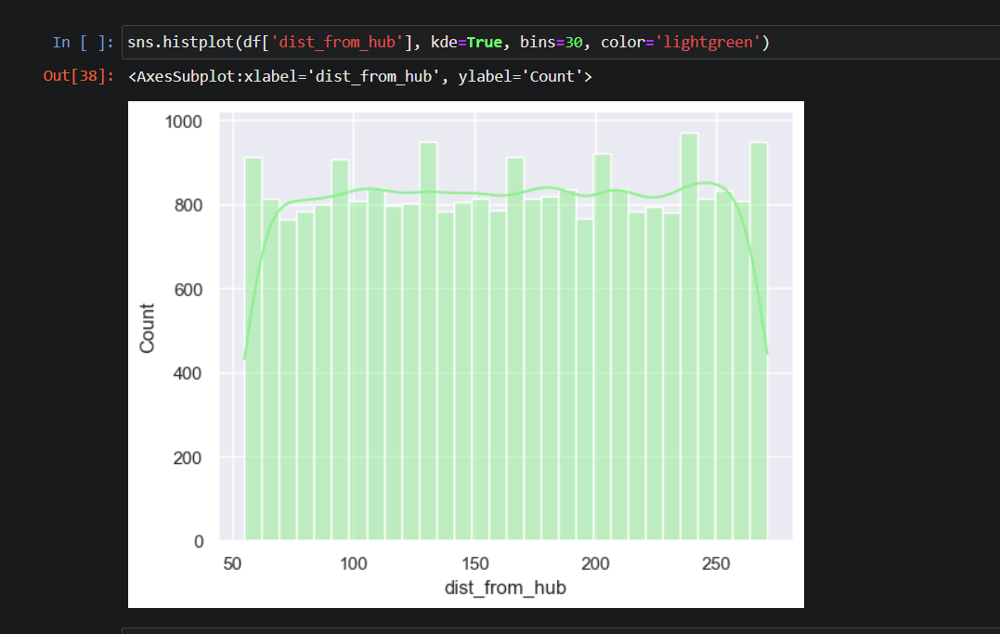 In [ ]: sns.histplot(df['dist_from_hub'], kde=True, bins=30, color='lightgreen')
Out[38]: <AxesSubplot:xlabel='dist_from_hub', ylabel='Count'>
1000
800
600
400
200
0
Count
50 100 150 200 250
dist_from_hub